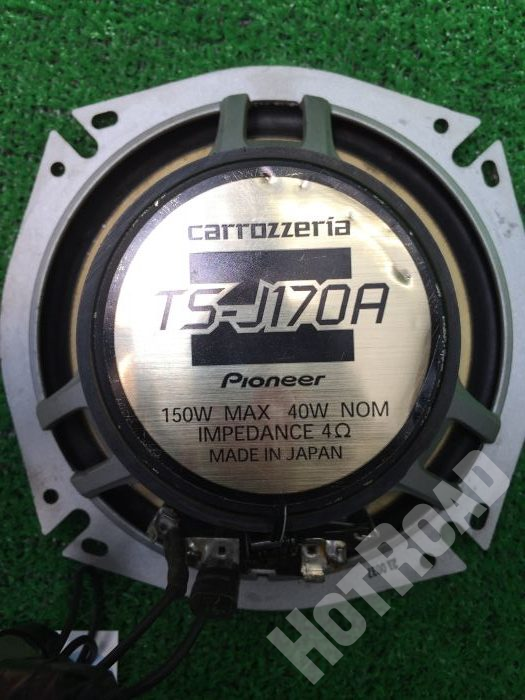 carrozzeria
TS-J170A
Pioneer
150W MAX 40W NOM
IMPEDANCE 4Ω
MADE IN JAPAN
HOTROAD